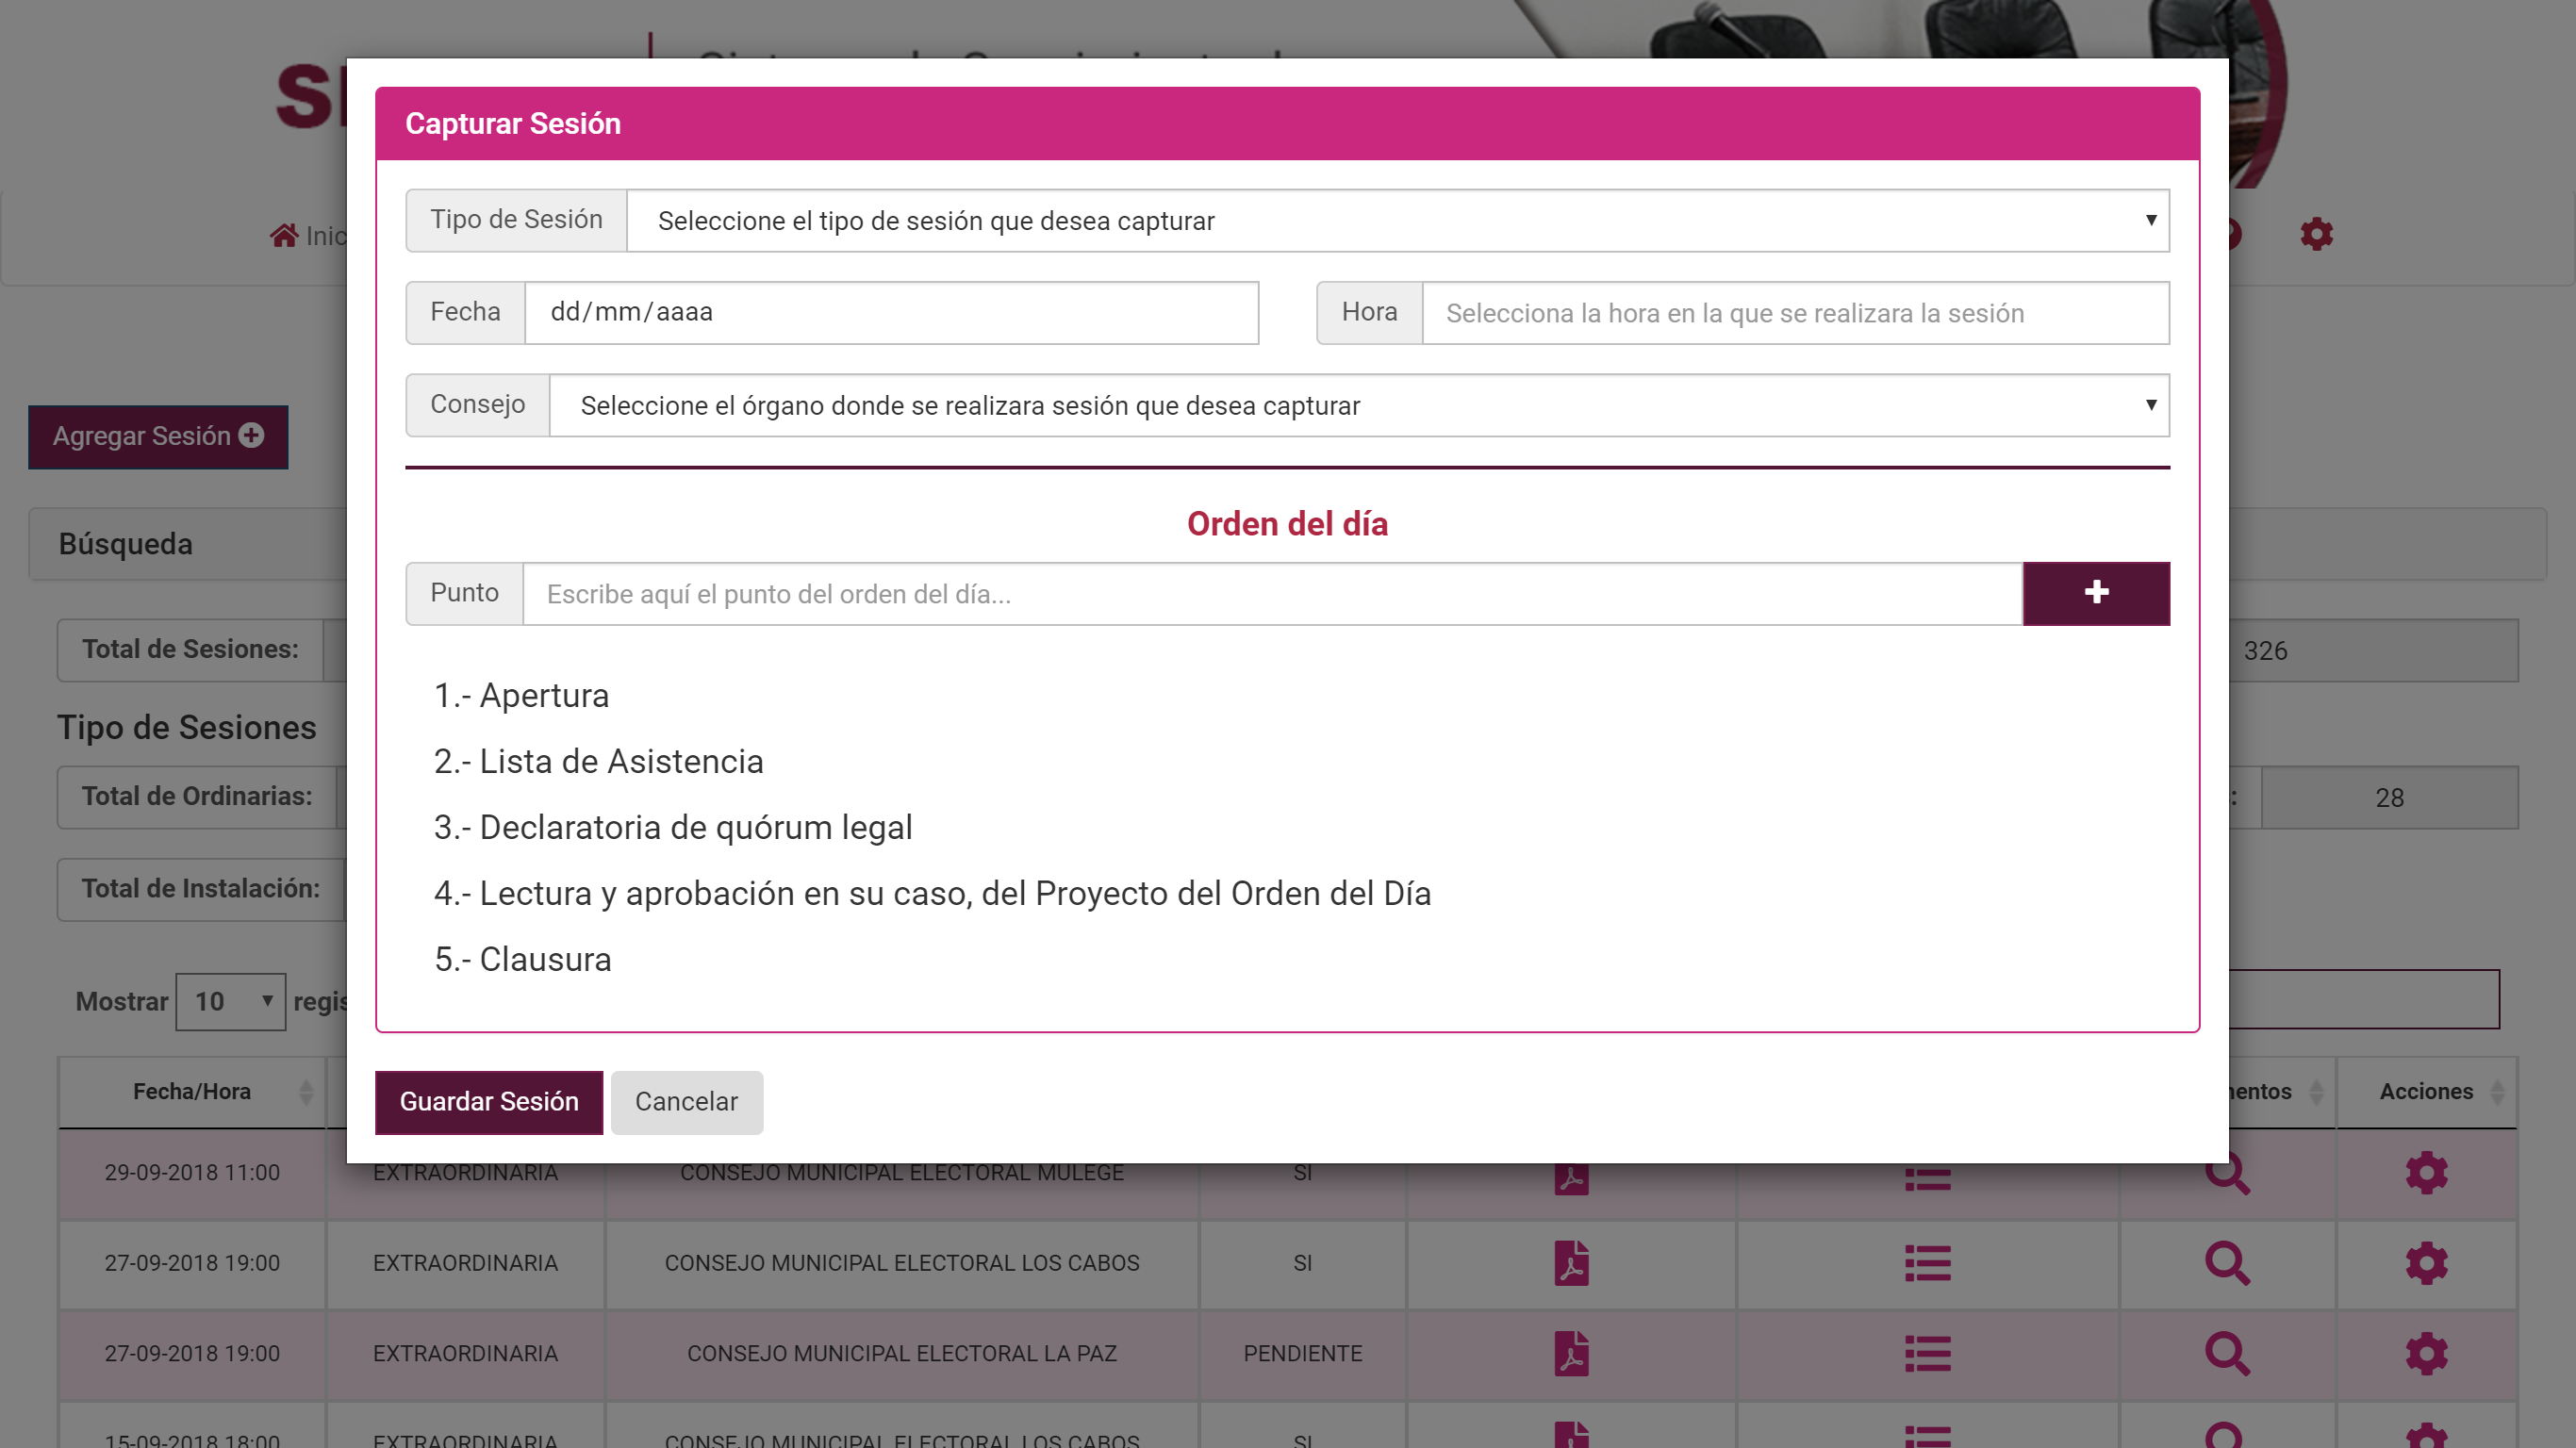 Capturar Sesión
Tipo de Sesión Seleccione el tipo de sesión que desea capturar
Inic
Fecha dd/mm/aaaa Hora Selecciona la hora en la que se realizara la sesión
Consejo Seleccione el órgano donde se realizara sesión que desea capturar
Agregar Sesión
Orden del día
Búsqueda
Punto Escribe aquí el punto del orden del día...
Total de Sesiones: 326
1.- Apertura
Tipo de Sesiones
2.- Lista de Asistencia
Total de Ordinarias: : 28
3.- Declaratoria de quórum legal
Total de Instalación:
4.- Lectura y aprobación en su caso, del Proyecto del Orden del Día
5.- Clausura
Mostrar 10 regis
Guardar Sesión Cancelar
Fecha/Hora mentos Acciones
29-09-2018 11:00 EXTRAORDINARIA CONSEJO MUNICIPAL ELECTORAL MULEGE SI
27-09-2018 19:00 EXTRAORDINARIA CONSEJO MUNICIPAL ELECTORAL LOS CABOS SI
27-09-2018 19:00 EXTRAORDINARIA CONSEJO MUNICIPAL ELECTORAL LA PAZ PENDIENTE
15-09-2018 18:00 EXTRAORDINARIA CONSEJO MUNICIPAL ELECTORAL LOS CABOS SI